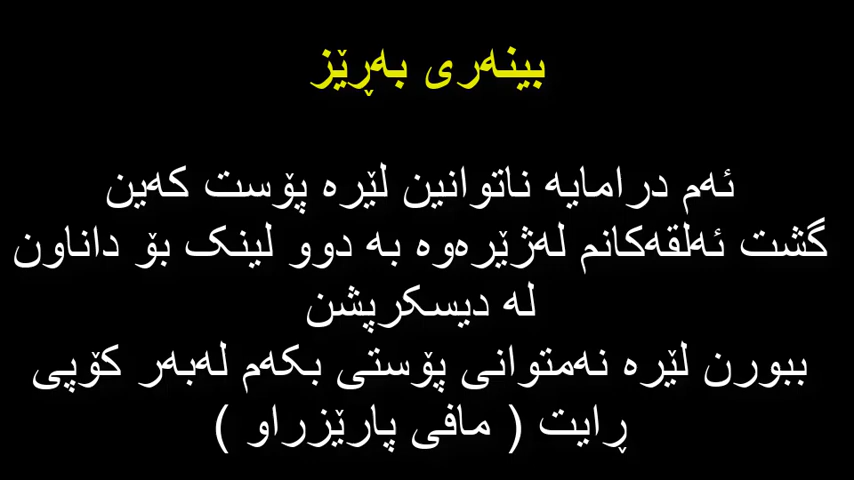 بینەری بەڕێز
ئەم درامایە ناتوانین لێرە پۆست کەین
گشت ئەلقەکانم لەژێرەوە بە دوو لینک بۆ داناون
لە دیسکرپشن
ببورن لێرە نەمتوانی پۆستی بکەم لەبەر کۆپی
ڕایت ( مافی پارێزراو )